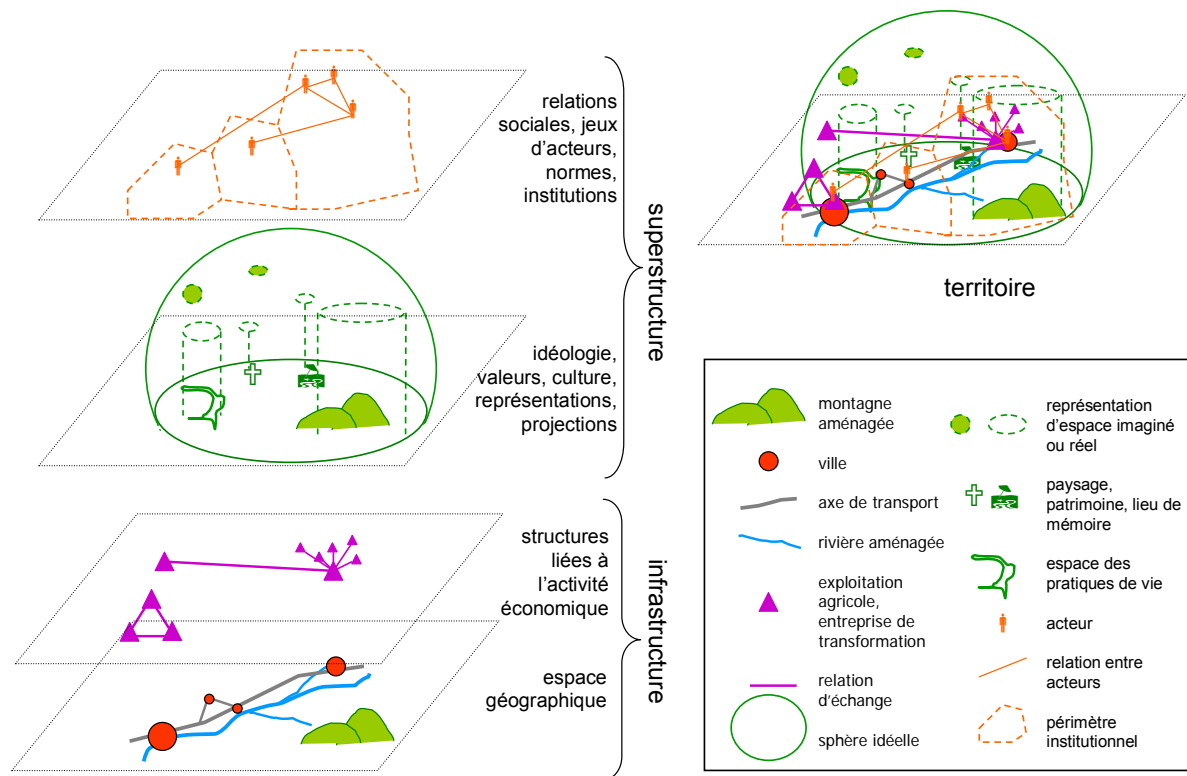 relations
sociales, jeux
d'acteurs,
normes,
institutions
superstructure
idéologie,
valeurs, culture,
représentations,
projections
structures
liées à
l'activité
économique
infrastructure
espace
géographique
territoire
montagne
aménagée
ville
axe de transport
rivière aménagée
exploitation
agricole,
entreprise de
transformation
relation
d'échange
sphère idéelle
représentation
d'espace imaginé
ou réel
paysage,
patrimoine, lieu de
mémoire
espace des
pratiques de vie
acteur
relation entre
acteurs
périmètre
institutionnel